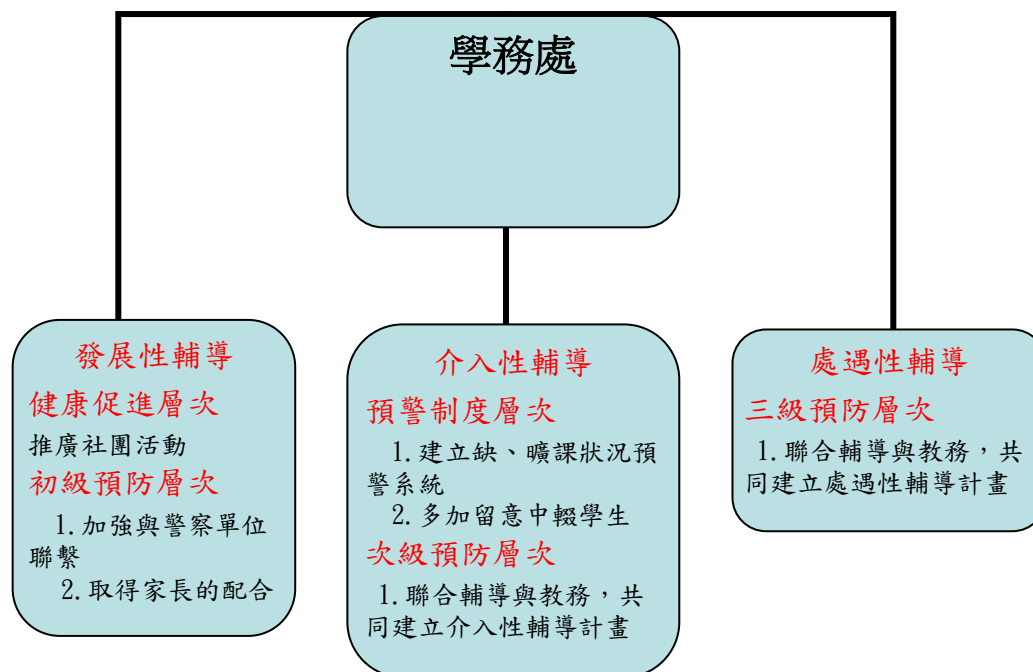 學務處
發展性輔導
健康促進層次
推廣社團活動
初級預防層次
1.加強與警察單位
聯繫
2.取得家長的配合
介入性輔導
預警制度層次
1.建立缺、曠課狀況預
警系統
2.多加留意中輟學生
次級預防層次
1.聯合輔導與教務，共
同建立介入性輔導計畫
處遇性輔導
三級預防層次
1.聯合輔導與教務，共
同建立處遇性輔導計畫